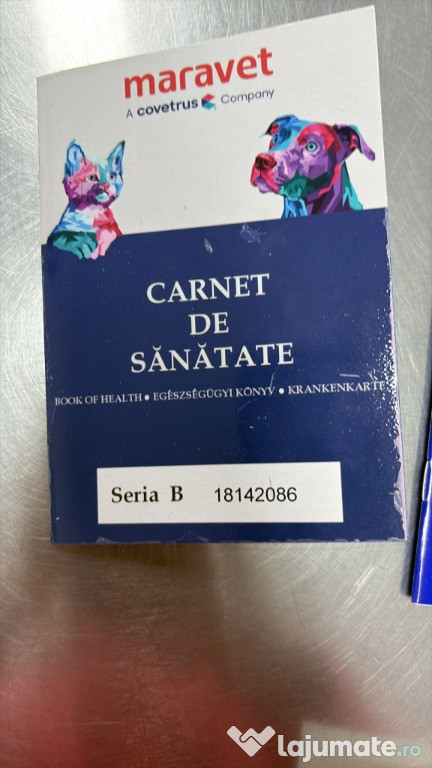 maravet
A covetrus Company
CARNET
DE
SĂNĂTATE
BOOK OF HEALTH ● EGÉSZSÉGÜGYI KÖNYV ● KRANKENKARTE
Seria B 18142086
lajumate.ro